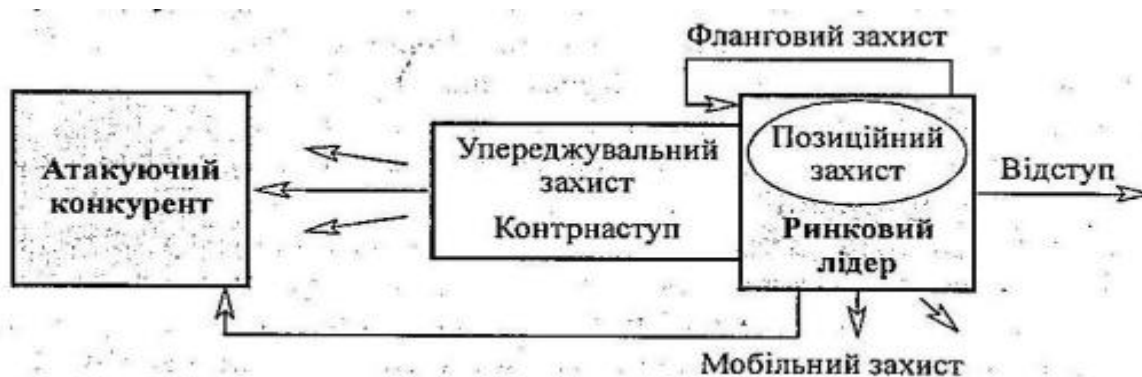 Фланговий захист
Атакуючий
конкурент
Упереджувальний
захист
Контрнаступ
Позиційний
захист
Ринковий
лідер
Відступ
Мобільний захист